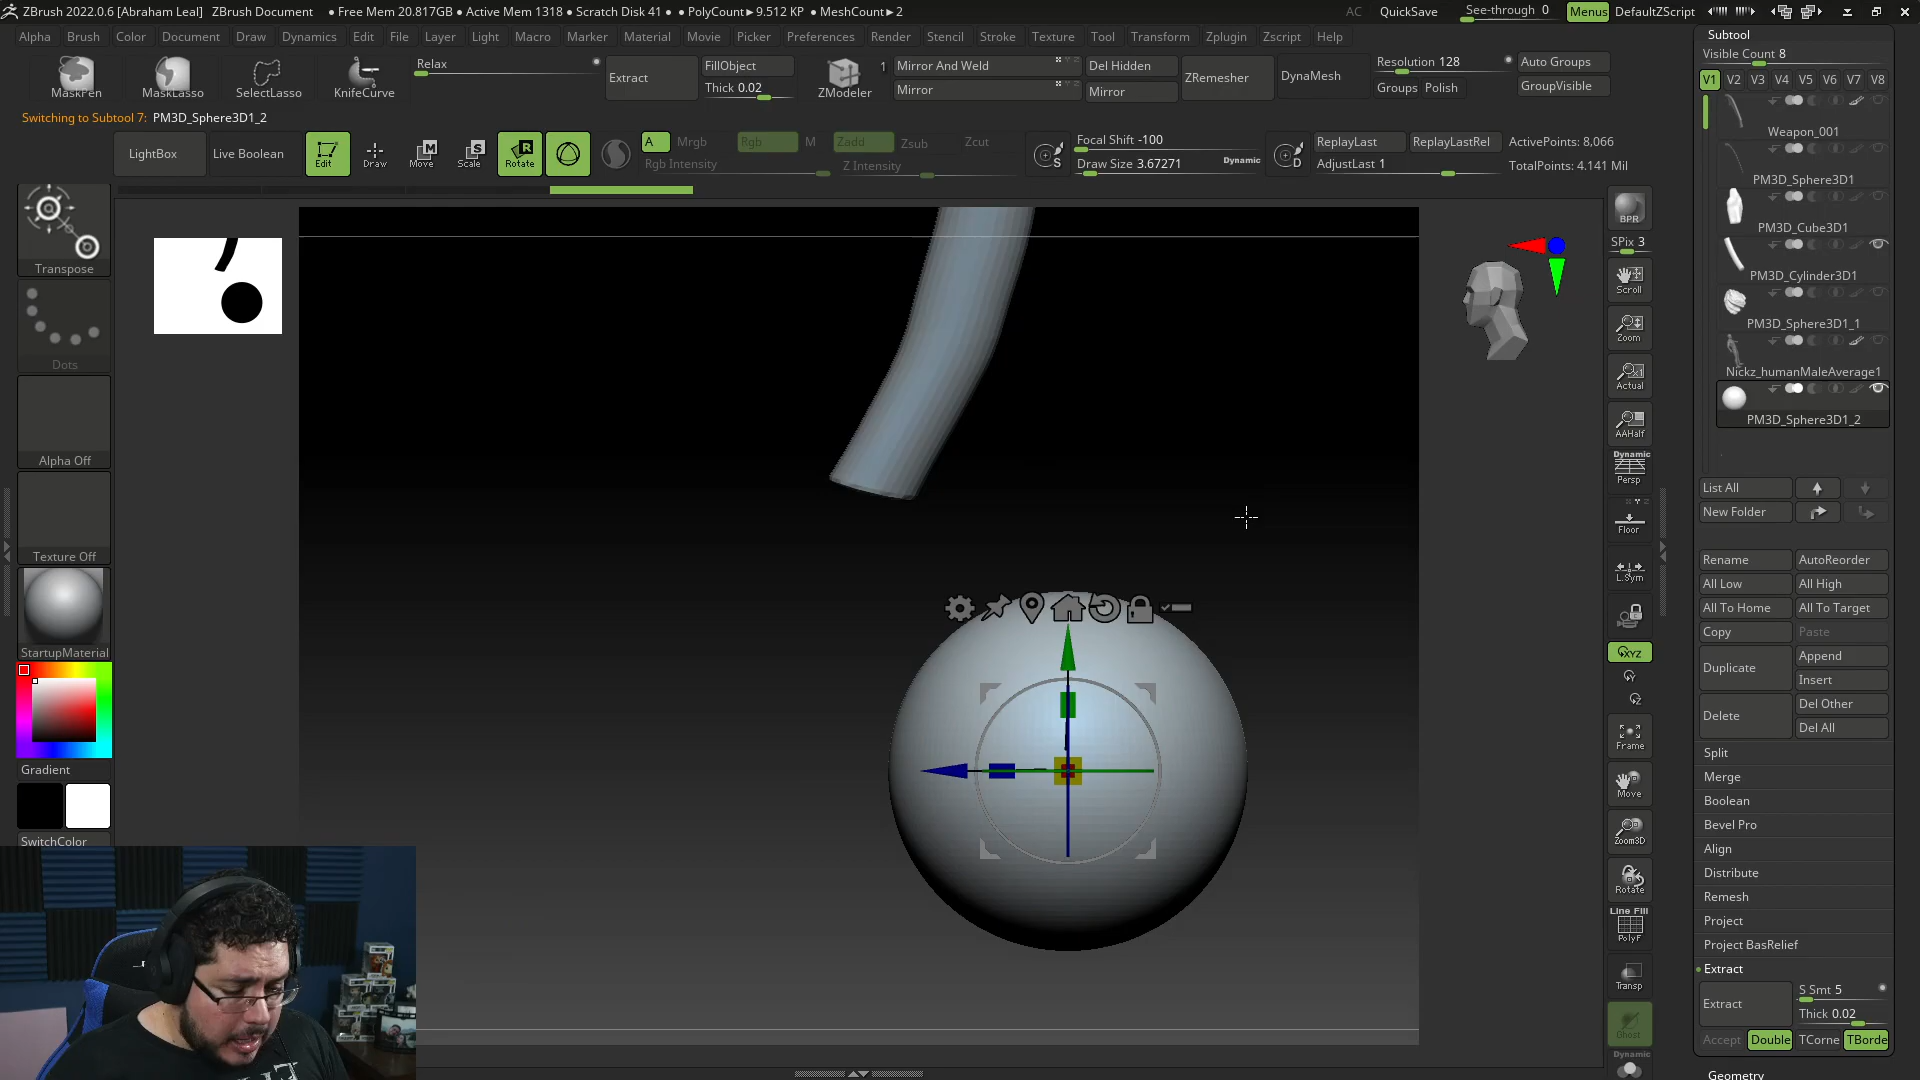 ZBrush 2022.0.6 [Abraham Leal] ZBrush Document • Free Mem 20.817GB • Active Mem 1318 • Scratch Disk 41 • PolyCount► 9.512 KP • MeshCount► 2 AC QuickSave See-through 0 Menus DefaultZScript
Alpha Brush Color Document Draw Dynamics Edit File Layer Light Macro Marker Material Movie Picker Preferences Render Stencil Stroke Texture Tool Transform Zplugin Zscript Help
MaskPen MaskLasso SelectLasso KnifeCurve
Relax
Extract
FillObject
Thick 0.02
ZModeler
1
Mirror And Weld
Mirror
Del Hidden
Mirror
ZRemesher
DynaMesh
Resolution 128
Groups Polish
Auto Groups
GroupVisible
Switching to Subtool 7: PM3D_Sphere3D1_2
LightBox
Live Boolean
Edit Draw Move Scale Rotate
A Mrgb Rgb M Zadd Zsub Zcut
Rgb Intensity Z Intensity
S
Focal Shift -100
Draw Size 3.67271 Dynamic
D
ReplayLast ReplayLastRel ActivePoints: 8,066
AdjustLast 1 TotalPoints: 4.141 Mil
Transpose
Dots
Alpha Off
Texture Off
StartupMaterial
Gradient
SwitchColor
BPR
SPix 3
Scroll
Zoom
Actual
AAHalf
Dynamic
Persp
Floor
L.Sym
XYZ
Y
Z
Frame
Move
Zoom3D
Rotate
Line Fill
PolyF
Transp
Ghost
Dynamic
Subtool
Visible Count 8
V1 V2 V3 V4 V5 V6 V7 V8
Weapon_001
PM3D_Sphere3D1
PM3D_Cube3D1
PM3D_Cylinder3D1
PM3D_Sphere3D1_1
Nickz_humanMaleAverage1
PM3D_Sphere3D1_2
List All
New Folder
Rename AutoReorder
All Low All High
All To Home All To Target
Copy Paste
Duplicate Append
Insert
Delete Del Other
Del All
Split
Merge
Boolean
Bevel Pro
Align
Distribute
Remesh
Project
Project BasRelief
Extract
Extract S Smt 5
Thick 0.02
Accept Double TCorne TBorde
Geometry